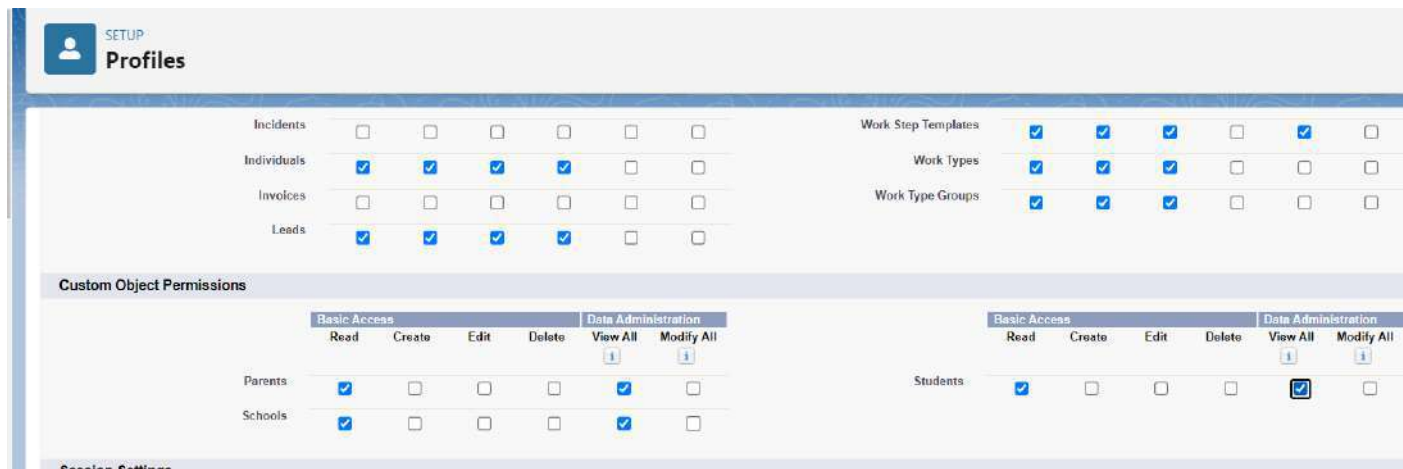 SETUP
Profiles
Incidents
Individuals
Invoices
Leads
Work Step Templates
Work Types
Work Type Groups
Custom Object Permissions
Basic Access Data Administration
Read Create Edit Delete View All Modify All
Parents
Schools
Basic Access Data Administration
Read Create Edit Delete View All Modify All
Students
Session Settings